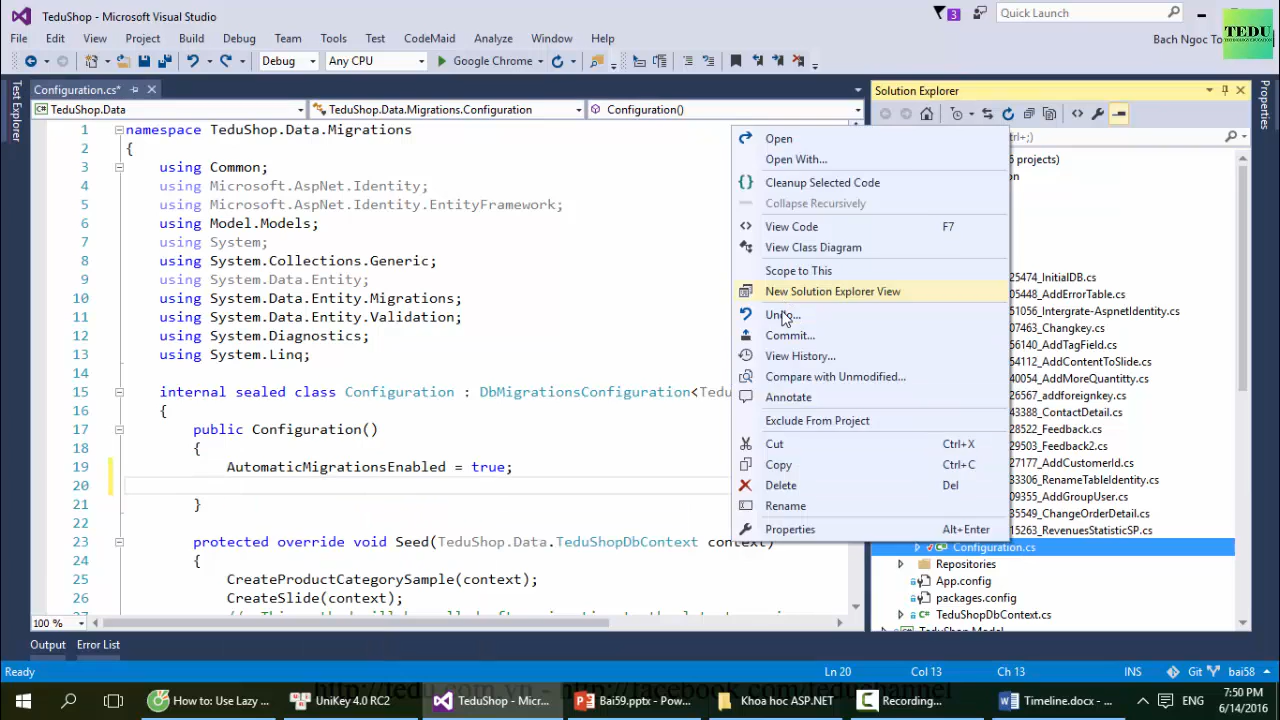 TeduShop - Microsoft Visual Studio
3
Quick Launch
File Edit View Project Build Debug Team Tools Test CodeMaid Analyze Window Help
Bach Ngoc To
TEDU
Debug Any CPU Google Chrome
Test Explorer
Configuration.cs*
TeduShop.Data
TeduShop.Data.Migrations.Configuration
Configuration()
1 namespace TeduShop.Data.Migrations
2 {
3 using Common;
4 using Microsoft.AspNet.Identity;
5 using Microsoft.AspNet.Identity.EntityFramework;
6 using Model.Models;
7 using System;
8 using System.Collections.Generic;
9 using System.Data.Entity;
10 using System.Data.Entity.Migrations;
11 using System.Data.Entity.Validation;
12 using System.Diagnostics;
13 using System.Linq;
14
15 internal sealed class Configuration : DbMigrationsConfiguration<Tedu
16 {
17 public Configuration()
18 {
19 AutomaticMigrationsEnabled = true;
20
21 }
22
23 protected override void Seed(TeduShop.Data.TeduShopDbContext context)
24 {
25 CreateProductCategorySample(context);
26 CreateSlide(context);
27
100 %
Open
Open With...
Cleanup Selected Code
Collapse Recursively
View Code F7
View Class Diagram
Scope to This
New Solution Explorer View
Undo...
Commit...
View History...
Compare with Unmodified...
Annotate
Exclude From Project
Cut Ctrl+X
Copy Ctrl+C
Delete Del
Rename
Properties Alt+Enter
Solution Explorer
Properties
trl+;)
projects)
on
25474_InitialDB.cs
05448_AddErrorTable.cs
51056_Intergrate-AspnetIdentity.cs
07463_Changkey.cs
56140_AddTagField.cs
54112_AddContentToSlide.cs
40054_AddMoreQuantity.cs
40256_addforeignkey.cs
43388_ContactDetail.cs
28522_Feedback.cs
29503_Feedback2.cs
19177_AddCustomerId.cs
33306_RenameTableIdentity.cs
09355_AddGroupUser.cs
35549_ChangeOrderDetail.cs
15263_RevenuesStatisticSP.cs
Configuration.cs
Repositories
App.config
packages.config
TeduShopDbContext.cs
TeduShop.Model
Output Error List
Ready Ln 20 Col 13 Ch 13 INS Git bai58
How to: Use Lazy ...
UniKey 4.0 RC2
TeduShop - Micr...
Bai59.pptx - Pow...
Khoa hoc ASP.NET
Recording...
Timeline.docx - ...
ENG
7:50 PM
6/14/2016